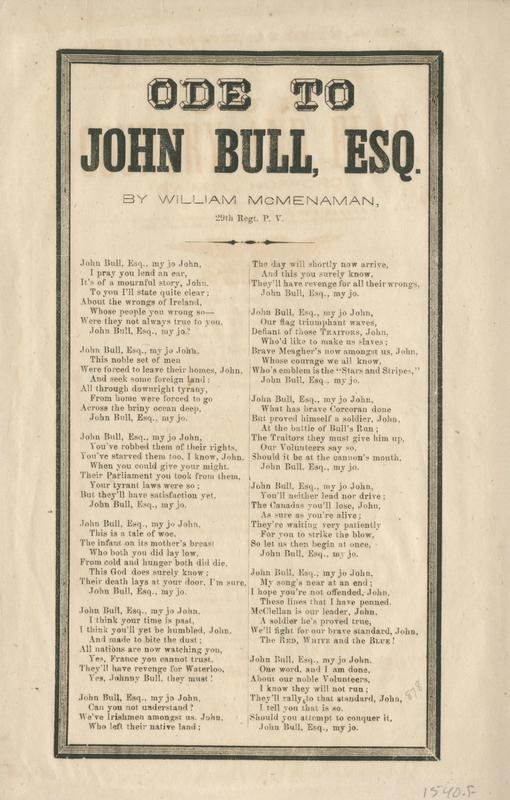 ODE TO
JOHN BULL, ESQ.
BY WILLIAM McMENAMAN,
29th Regt. P. V.
John Bull, Esq., my jo John,
I pray you lend an ear,
It's of a mournful story, John,
To you I'll state quite clear;
About the wrongs of Ireland,
Whose people you wrong so—
Were they not always true to you,
John Bull, Esq., my jo.?
John Bull, Esq., my jo John,
This noble set of men
Were forced to leave their homes, John,
And seek some foreign land:
All through downright tyrany,
From home were forced to go
Across the briny ocean deep,
John Bull, Esq., my jo.
John Bull, Esq., my jo John,
You've robbed them of their rights,
You've starved them too, I know, John,
When you could give your might.
Their Parliament you took from them,
Your tyrant laws were so;
But they'll have satisfaction yet,
John Bull, Esq., my jo.
John Bull, Esq., my jo John,
This is a tale of woe,
The infant on its mother's breast
Who both you did lay low,
From cold and hunger both did die,
This God does surely know;
Their death lays at your door, I'm sure,
John Bull, Esq., my jo.
John Bull, Esq., my jo John,
I think your time is past,
I think you'll yet be humbled, John,
And made to bite the dust;
All nations are now watching you,
Yes, France you cannot trust,
They'll have revenge for Waterloo,
Yes, Johnny Bull, they must!
John Bull, Esq., my jo John,
Can you not understand?
We've Irishmen amongst us, John,
Who left their native land;
The day will shortly now arrive,
And this you surely know,
They'll have revenge for all their wrongs,
John Bull, Esq., my jo.
John Bull, Esq., my jo John,
Our flag triumphant waves,
Defiant of those TRAITORS, John,
Who'd like to make us slaves;
Brave Meagher's now amongst us, John,
Whose courage we all know,
Who's emblem is the "Stars and Stripes,"
John Bull, Esq., my jo.
John Bull, Esq., my jo John,
What has brave Corcoran done
But proved himself a soldier, John,
At the battle of Bull's Run;
The Traitors they must give him up,
Our Volunteers say so,
Should it be at the cannon's mouth,
John Bull, Esq., my jo.
John Bull, Esq., my jo John,
You'll neither lead nor drive;
The Canadas you'll lose, John,
As sure as you're alive;
They're waiting very patiently
For you to strike the blow,
So let us then begin at once,
John Bull, Esq., my jo.
John Bull, Esq., my jo John,
My song's near at an end;
I hope you're not offended, John,
These lines that I have penned.
McClellan is our leader, John,
A soldier he's proved true,
We'll fight for our brave standard, John,
The RED, WHITE and the BLUE!
John Bull, Esq., my jo John.
One word, and I am done,
About our noble Volunteers,
I know they will not run;
They'll rally to that standard, John,
I tell you that is so.
Should you attempt to conquer it,
John Bull, Esq., my jo.